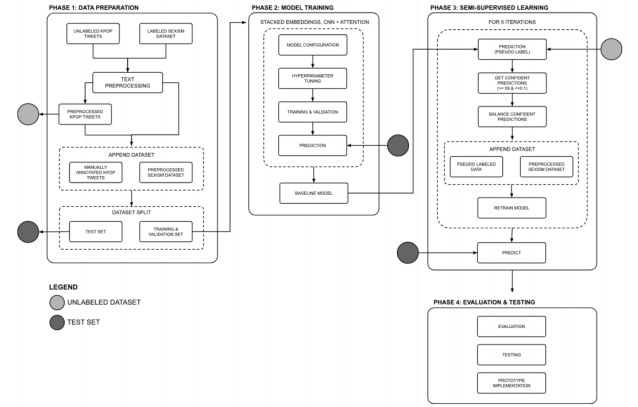 PHASE 1: DATA PREPARATION
UNLABELED KPOP
TWEETS
LABELED SEXISM
DATASET
TEXT
PREPROCESSING
PREPROCESSED
KPOP TWEETS
APPEND DATASET
MANUALLY
ANNOTATED KPOP
TWEETS
PREPROCESSED
SEXISM DATASET
DATASET SPLIT
TEST SET
TRAINING &
VALIDATION SET
LEGEND
UNLABELED DATASET
TEST SET
PHASE 2: MODEL TRAINING
STACKED EMBEDDINGS, CNN + ATTENTION
MODEL CONFIGURATION
HYPERPARAMETER
TUNING
TRAINING & VALIDATION
PREDICTION
BASELINE MODEL
PHASE 3: SEMI-SUPERVISED LEARNING
FOR 5 ITERATIONS
PREDICTION
(PSEUDO LABEL)
GET CONFIDENT
PREDICTIONS
(>= 09 & <=0.1)
BALANCE CONFIDENT
PREDICTIONS
APPEND DATASET
PSEUDO LABELED
DATA
PREPROCESSED
SEXISM DATASET
RETRAIN MODEL
PREDICT
PHASE 4: EVALUATION & TESTING
EVALUATION
TESTING
PROTOTYPE
IMPLEMENTATION